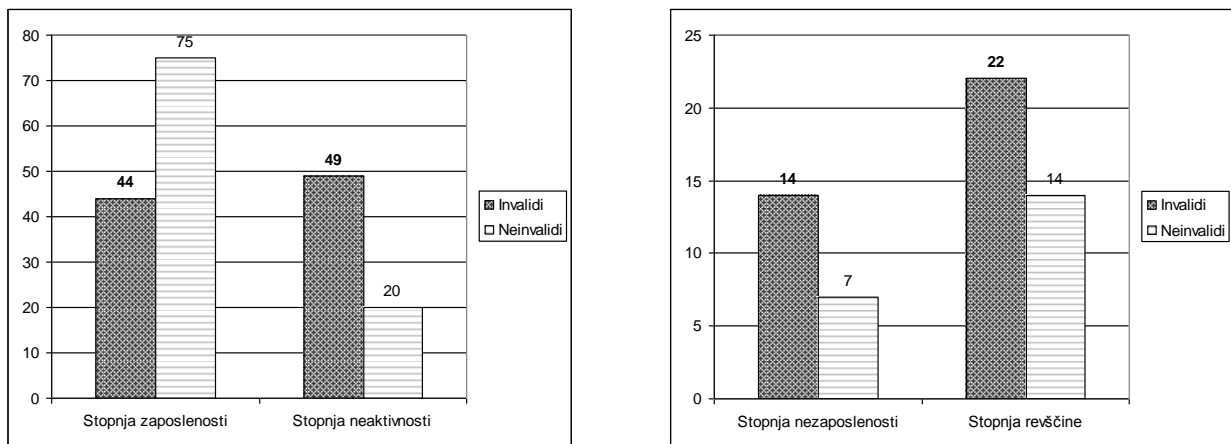 80
70
60
50
40
30
20
10
0
75
44
49
20
Stopnja zaposlenosti
Stopnja neaktivnosti
Invalidi
Neinvalidi
25
20
15
10
5
0
22
14
14
7
Stopnja nezaposlenosti
Stopnja revščine
Invalidi
Neinvalidi